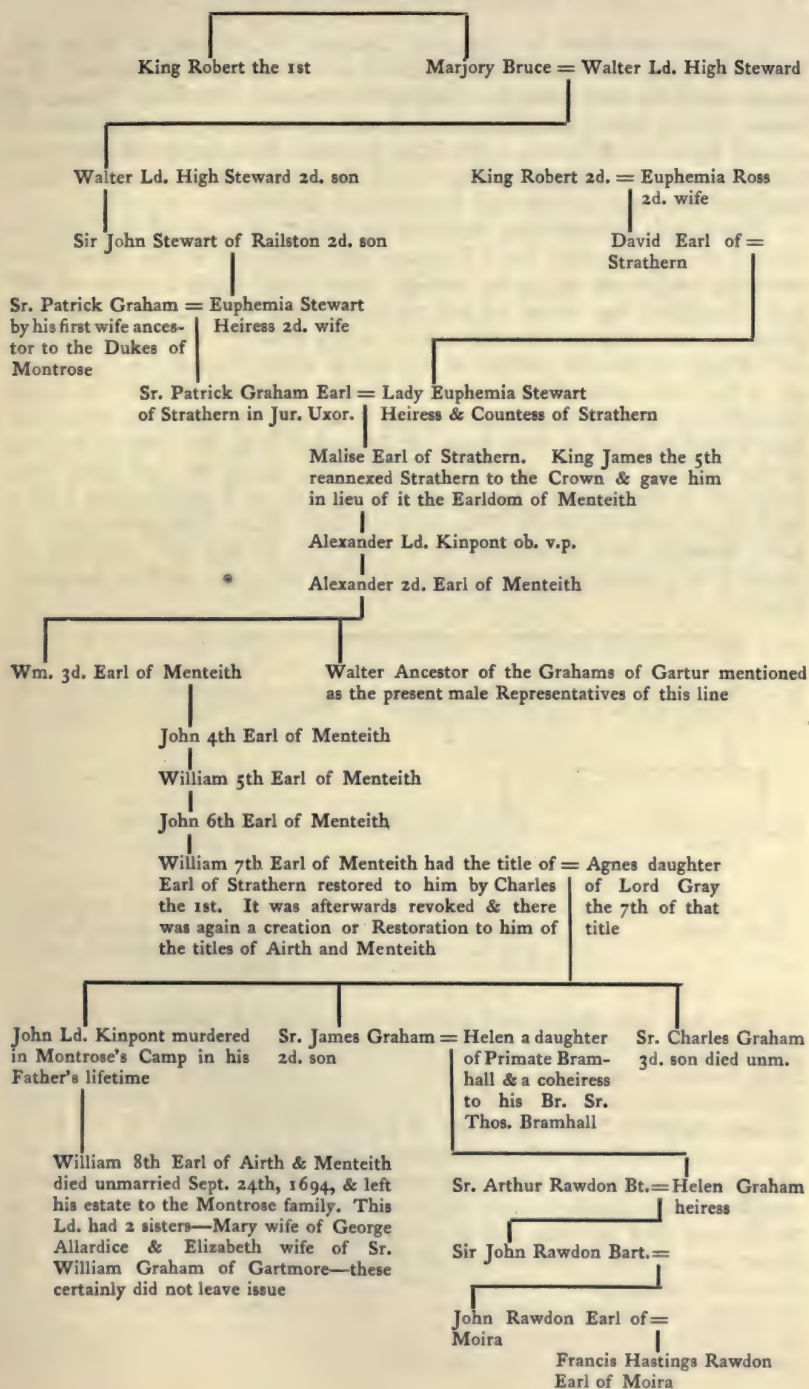 King Robert the 1st
Marjory Bruce = Walter Ld. High Steward
Walter Ld. High Steward 2d. son
King Robert 2d. = Euphemia Ross
2d. wife
Sir John Stewart of Railston 2d. son
David Earl of =
Strathern
Sr. Patrick Graham = Euphemia Stewart
by his first wife ances-
tor to the Dukes of
Montrose
Heiress 2d. wife
Sr. Patrick Graham Earl = Lady Euphemia Stewart
of Strathern in Jur. Uxor.
Heiress & Countess of Strathern
Malise Earl of Strathern. King James the 5th
reannexed Strathern to the Crown & gave him
in lieu of it the Earldom of Menteith
Alexander Ld. Kinpont ob. v.p.
Alexander 2d. Earl of Menteith
Wm. 3d. Earl of Menteith
Walter Ancestor of the Grahams of Gartur mentioned
as the present male Representatives of this line
John 4th Earl of Menteith
William 5th Earl of Menteith
John 6th Earl of Menteith
William 7th Earl of Menteith had the title of =
Earl of Strathern restored to him by Charles
the 1st. It was afterwards revoked & there
was again a creation or Restoration to him of
the titles of Airth and Menteith
Agnes daughter
of Lord Gray
the 7th of that
title
John Ld. Kinpont murdered
in Montrose's Camp in his
Father's lifetime
Sr. James Graham =
2d. son
Helen a daughter
of Primate Bram-
hall & a coheiress
to his Br. Sr.
Thos. Bramhall
Sr. Charles Graham
3d. son died unm.
William 8th Earl of Airth & Menteith
died unmarried Sept. 24th, 1694, & left
his estate to the Montrose family. This
Ld. had 2 sisters—Mary wife of George
Allardice & Elizabeth wife of Sr.
William Graham of Gartmore—these
certainly did not leave issue
Sr. Arthur Rawdon Bt. = Helen Graham
heiress
Sir John Rawdon Bart. =
John Rawdon Earl of =
Moira
Francis Hastings Rawdon
Earl of Moira